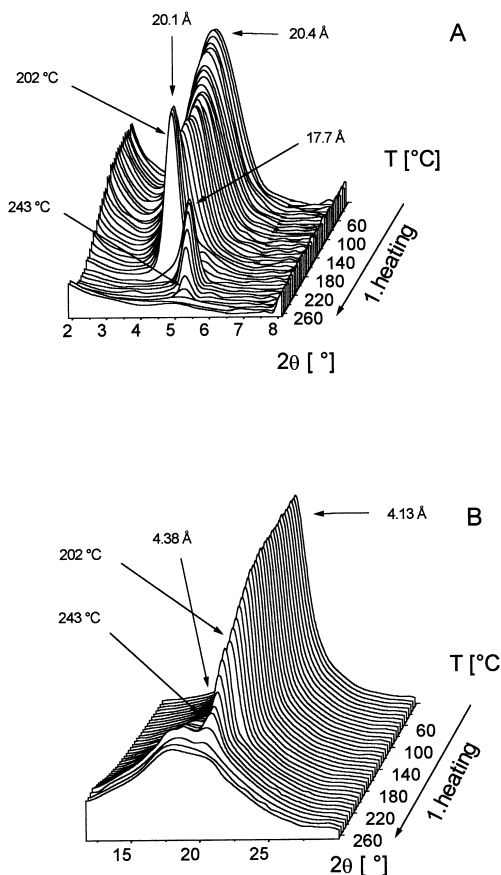 A
20.1 Å
20.4 Å
202 °C
17.7 Å
T [°C]
243 °C
60
100
140
180
220
260
1.heating
2 3 4 5 6 7 8
2θ [ °]
B
4.13 Å
4.38 Å
202 °C
243 °C
T [°C
60
100
140
180
220
260
1.heating
15 20 25
2θ [ °]